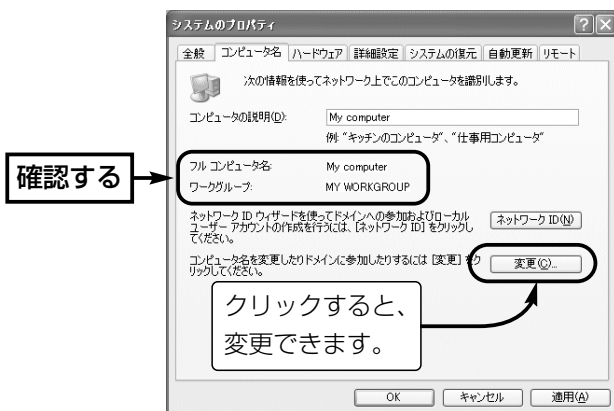 システムのプロパティ
全般 コンピュータ名 ハードウェア 詳細設定 システムの復元 自動更新 リモート
次の情報を使ってネットワーク上でこのコンピュータを識別します。
コンピュータの説明(D):
My computer
例: "キッチンのコンピュータ"、"仕事用コンピュータ"
確認する
フル コンピュータ名:
My computer
ワークグループ:
MY WORKGROUP
ネットワーク ID ウィザードを使ってドメインへの参加およびローカル
ユーザー アカウントの作成を行うには、[ネットワーク ID] をクリックし
てください。
ネットワーク ID(N)
コンピュータ名を変更したりドメインに参加したりするには [変更] をク
リックしてください。
変更(C)...
クリックすると、
変更できます。
OK キャンセル 適用(A)